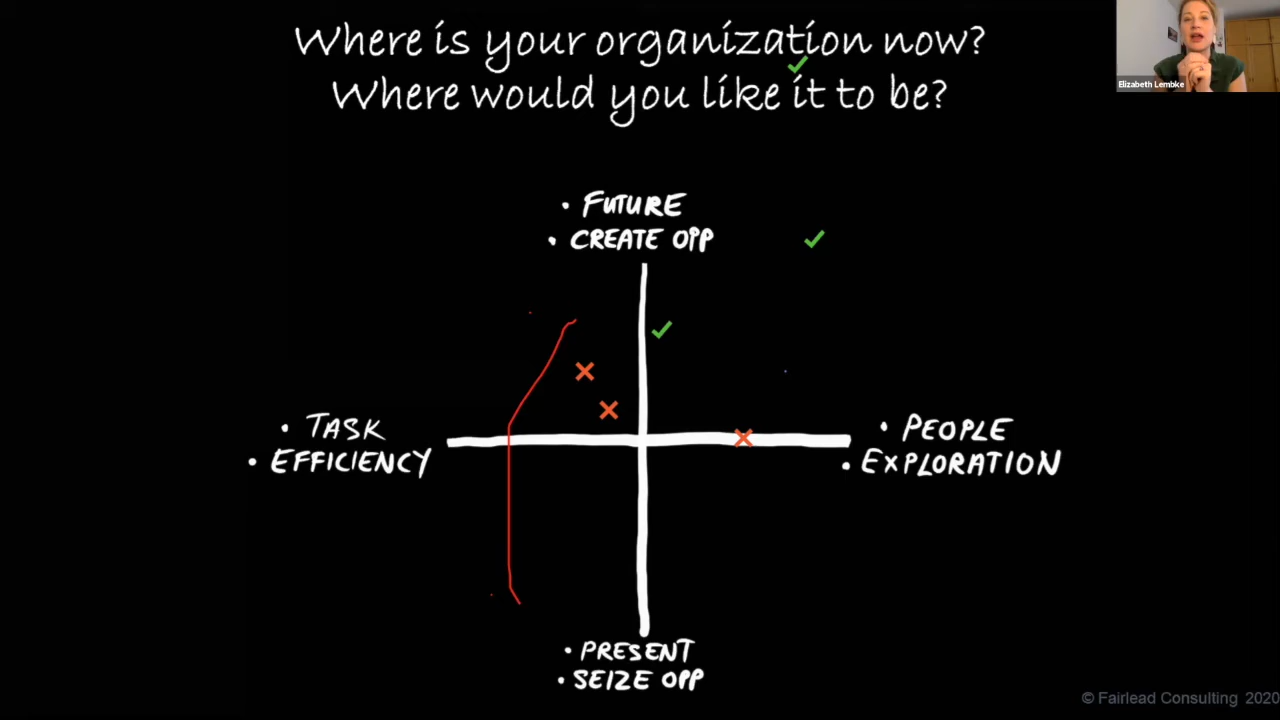 Where is your organization now?
Where would you like it to be?
Elizabeth Lembke
• FUTURE
• CREATE OPP
• TASK
• EFFICIENCY
• PEOPLE
• EXPLORATION
• PRESENT
• SEIZE OPP
© Fairlead Consulting 2020